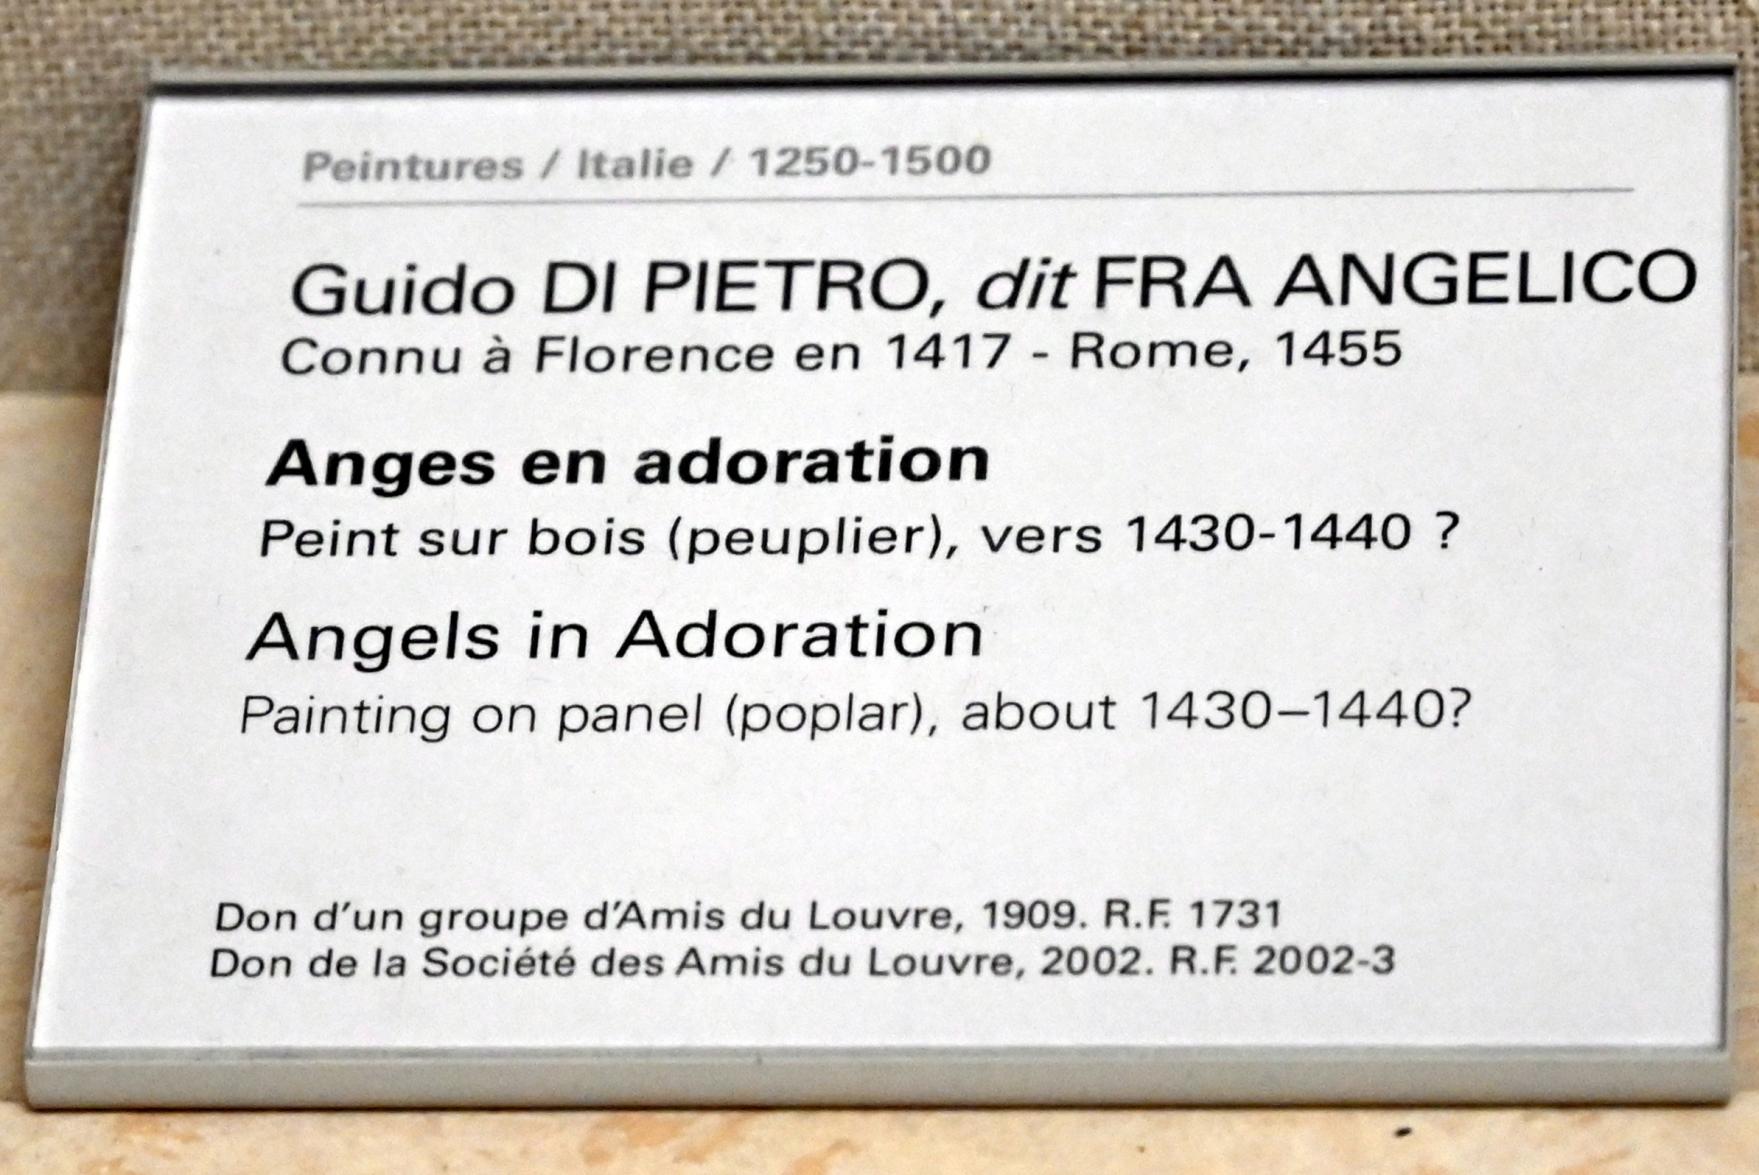 Peintures / Italie / 1250-1500
Guido DI PIETRO, dit FRA ANGELICO
Connu à Florence en 1417 - Rome, 1455
Anges en adoration
Peint sur bois (peuplier), vers 1430-1440 ?
Angels in Adoration
Painting on panel (poplar), about 1430–1440?
Don d'un groupe d'Amis du Louvre, 1909. R.F. 1731
Don de la Société des Amis du Louvre, 2002. R.F. 2002-3